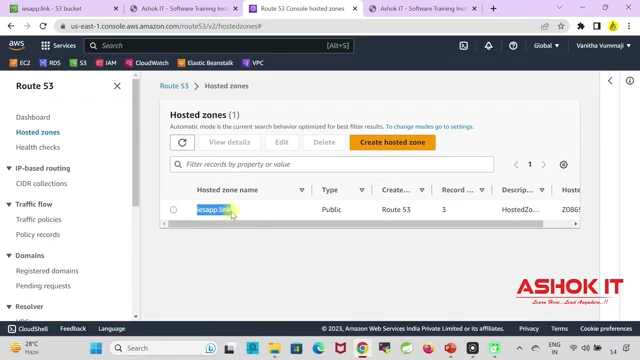 iesapp.link - S3 bucket
Ashok IT - Software Training Inst
Route 53 Console hosted zones
Ashok IT - Software Training Inst
us-east-1.console.aws.amazon.com/route53/v2/hostedzones#
aws
Services
Search
[Alt+S]
Global
Vanitha Vummaji
EC2
RDS
S3
IAM
CloudWatch
Elastic Beanstalk
VPC
Route 53
Route 53 > Hosted zones
Dashboard
Hosted zones
Health checks
IP-based routing
CIDR collections
Traffic flow
Traffic policies
Policy records
Domains
Registered domains
Pending requests
Resolver
Hosted zones (1)
Automatic mode is the current search behavior optimized for best filter results. To change modes go to settings.
View details
Edit
Delete
Create hosted zone
Filter records by property or value
1
Hosted zone name
Type
Create...
Record ...
Descrip...
Hoste
iesapp.link
Public
Route 53
3
HostedZo...
Z086
ASHOK IT
Learn Here.. Lead Anywhere..!!
CloudShell
Feedback
Language
© 2023, Amazon Web Services India Private Limited or its affiliates.
Privacy
Terms
Cookie preferences
28°C
Haze
Search
ENG
IN
14